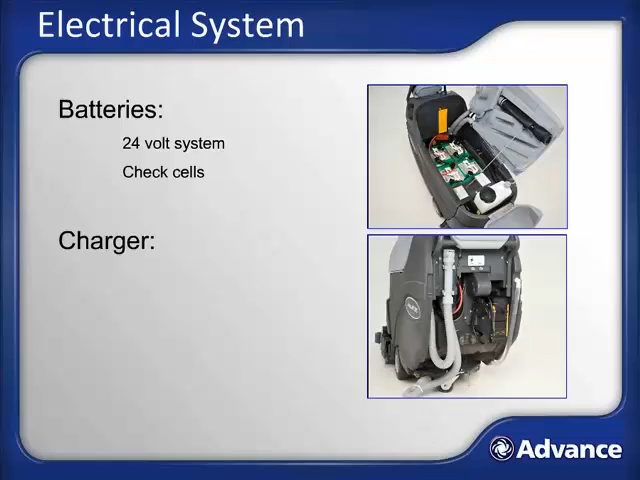 Electrical System
Batteries:
24 volt system
Check cells
Charger:
Advance